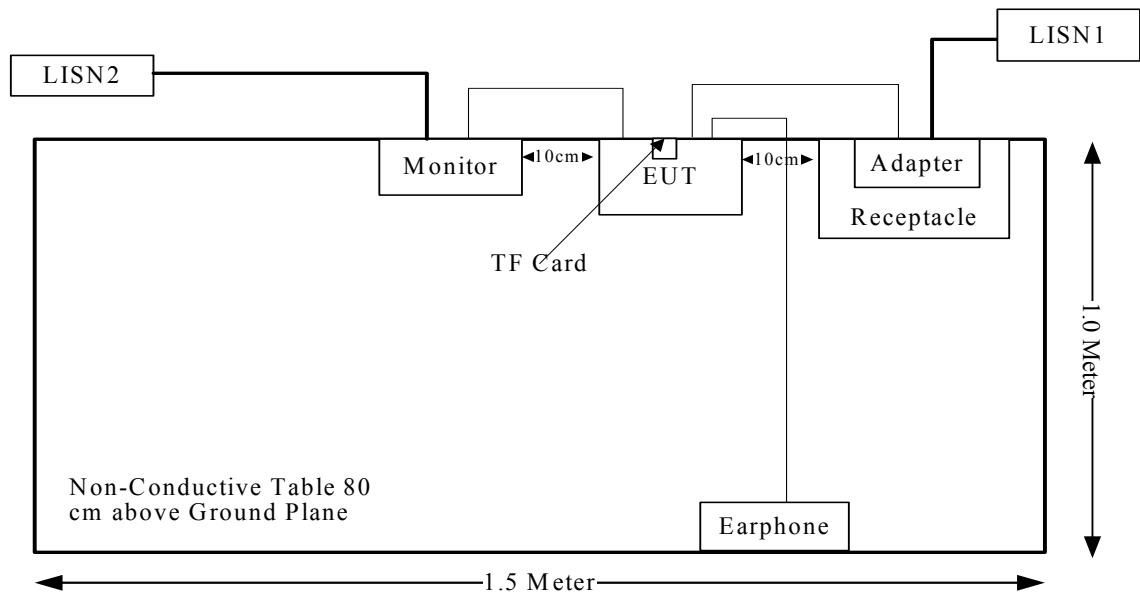 LISN1
LISN2
10cm
10cm
Monitor
EUT
Adapter
Receptacle
TF Card
1.0 Meter
Non-Conductive Table 80
cm above Ground Plane
Earphone
1.5 Meter